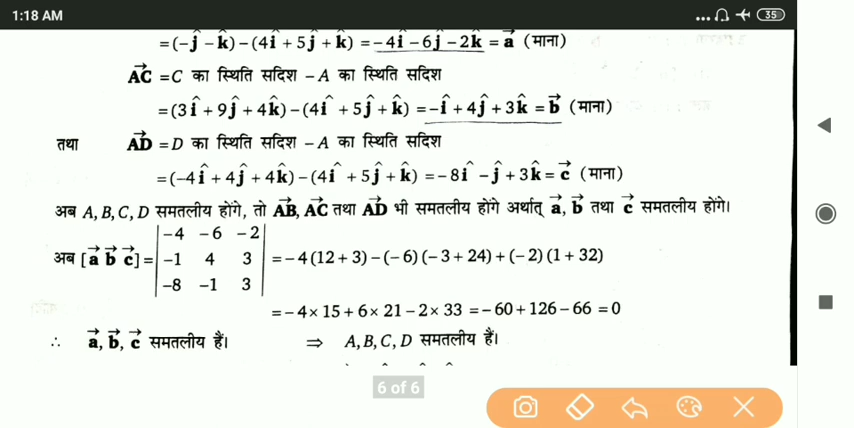 1:18 AM
35
= (-ĵ - k̂) - (4î + 5ĵ + k̂) = -4î - 6ĵ - 2k̂ = a⃗ (माना)
AC⃗ = C का स्थिति सदिश - A का स्थिति सदिश
= (3î + 9ĵ + 4k̂) - (4î + 5ĵ + k̂) = -î + 4ĵ + 3k̂ = b⃗ (माना)
तथा AD⃗ = D का स्थिति सदिश - A का स्थिति सदिश
= (-4î + 4ĵ + 4k̂) - (4î + 5ĵ + k̂) = -8î - ĵ + 3k̂ = c⃗ (माना)
अब A, B, C, D समतलीय होंगे, तो AB⃗, AC⃗ तथा AD⃗ भी समतलीय होंगे अर्थात् a⃗, b⃗ तथा c⃗ समतलीय होंगे।
-4 -6 -2
अब [a⃗ b⃗ c⃗] = -1 4 3 = -4(12+3) - (-6)(-3+24) + (-2)(1+32)
-8 -1 3
= -4 × 15 + 6 × 21 - 2 × 33 = -60 + 126 - 66 = 0
∴ a⃗, b⃗, c⃗ समतलीय हैं। ⇒ A, B, C, D समतलीय हैं।
6 of 6